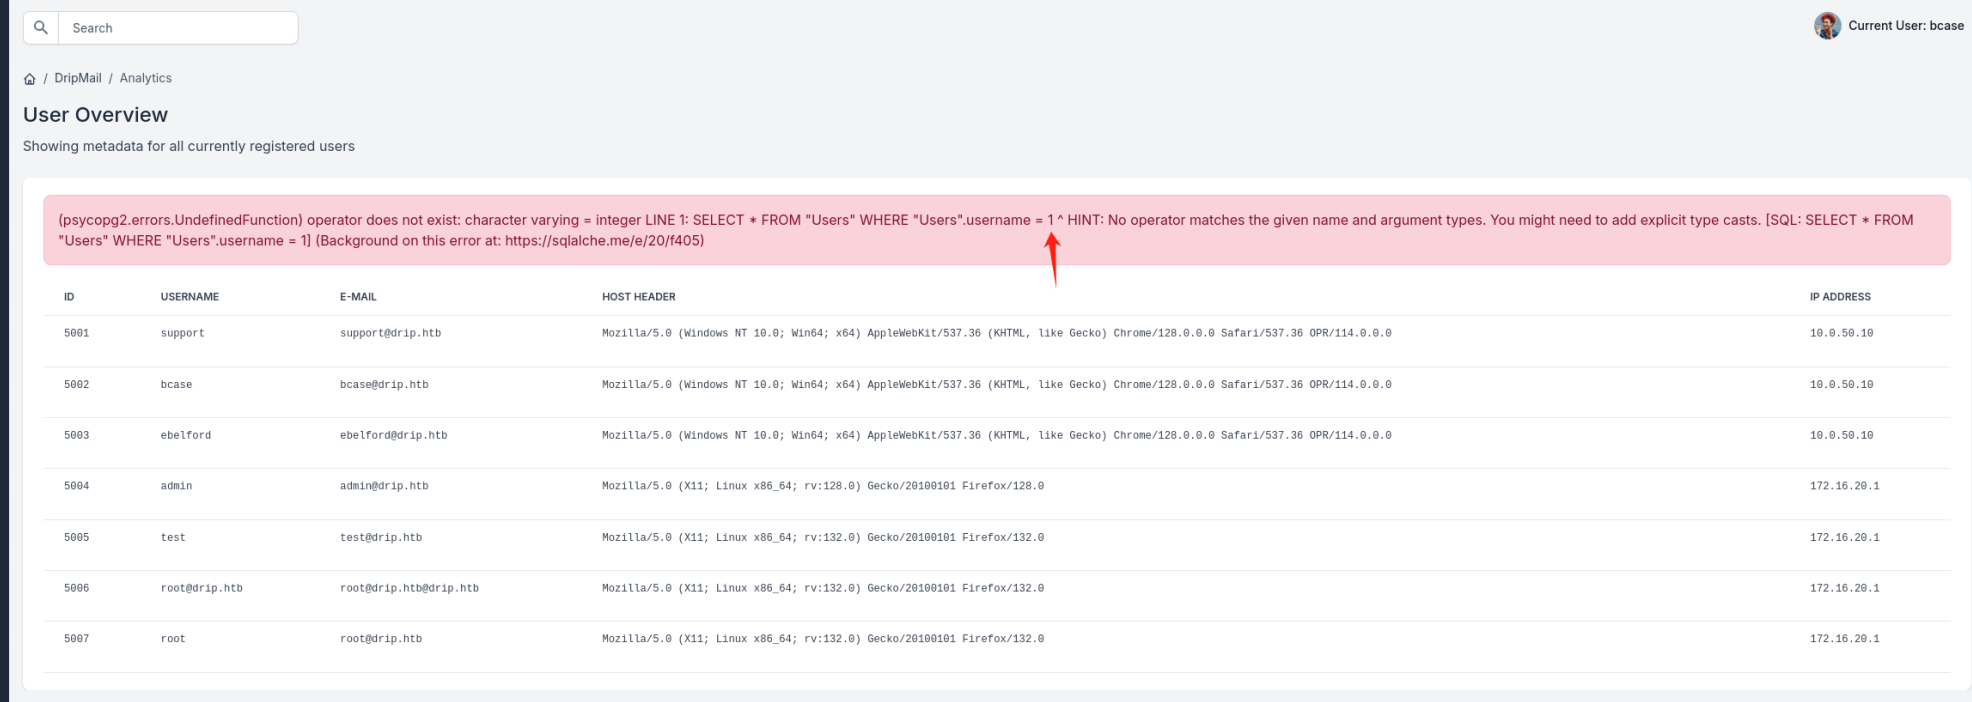 Search
Current User: bcase
/ DripMail / Analytics
User Overview
Showing metadata for all currently registered users
(psycopg2.errors.UndefinedFunction) operator does not exist: character varying = integer LINE 1: SELECT * FROM "Users" WHERE "Users".username = 1 ^ HINT: No operator matches the given name and argument types. You might need to add explicit type casts. [SQL: SELECT * FROM
"Users" WHERE "Users".username = 1] (Background on this error at: https://sqlalche.me/e/20/f405)
ID USERNAME E-MAIL HOST HEADER IP ADDRESS
5001 support support@drip.htb Mozilla/5.0 (Windows NT 10.0; Win64; x64) AppleWebKit/537.36 (KHTML, like Gecko) Chrome/128.0.0.0 Safari/537.36 OPR/114.0.0.0 10.0.50.10
5002 bcase bcase@drip.htb Mozilla/5.0 (Windows NT 10.0; Win64; x64) AppleWebKit/537.36 (KHTML, like Gecko) Chrome/128.0.0.0 Safari/537.36 OPR/114.0.0.0 10.0.50.10
5003 ebelford ebelford@drip.htb Mozilla/5.0 (Windows NT 10.0; Win64; x64) AppleWebKit/537.36 (KHTML, like Gecko) Chrome/128.0.0.0 Safari/537.36 OPR/114.0.0.0 10.0.50.10
5004 admin admin@drip.htb Mozilla/5.0 (X11; Linux x86_64; rv:128.0) Gecko/20100101 Firefox/128.0 172.16.20.1
5005 test test@drip.htb Mozilla/5.0 (X11; Linux x86_64; rv:132.0) Gecko/20100101 Firefox/132.0 172.16.20.1
5006 root@drip.htb root@drip.htb@drip.htb Mozilla/5.0 (X11; Linux x86_64; rv:132.0) Gecko/20100101 Firefox/132.0 172.16.20.1
5007 root root@drip.htb Mozilla/5.0 (X11; Linux x86_64; rv:132.0) Gecko/20100101 Firefox/132.0 172.16.20.1